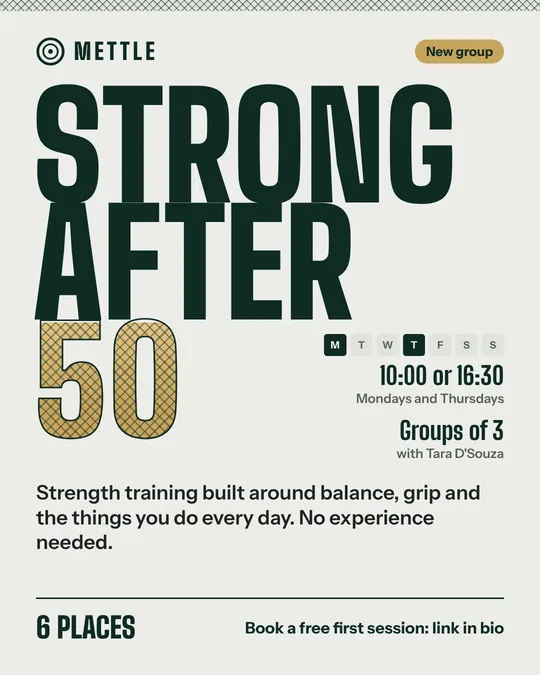 METTLE
New group
STRONG
AFTER
50
M T W T F S S
10:00 or 16:30
Mondays and Thursdays
Groups of 3
with Tara D'Souza
Strength training built around balance, grip and
the things you do every day. No experience
needed.
6 PLACES
Book a free first session: link in bio